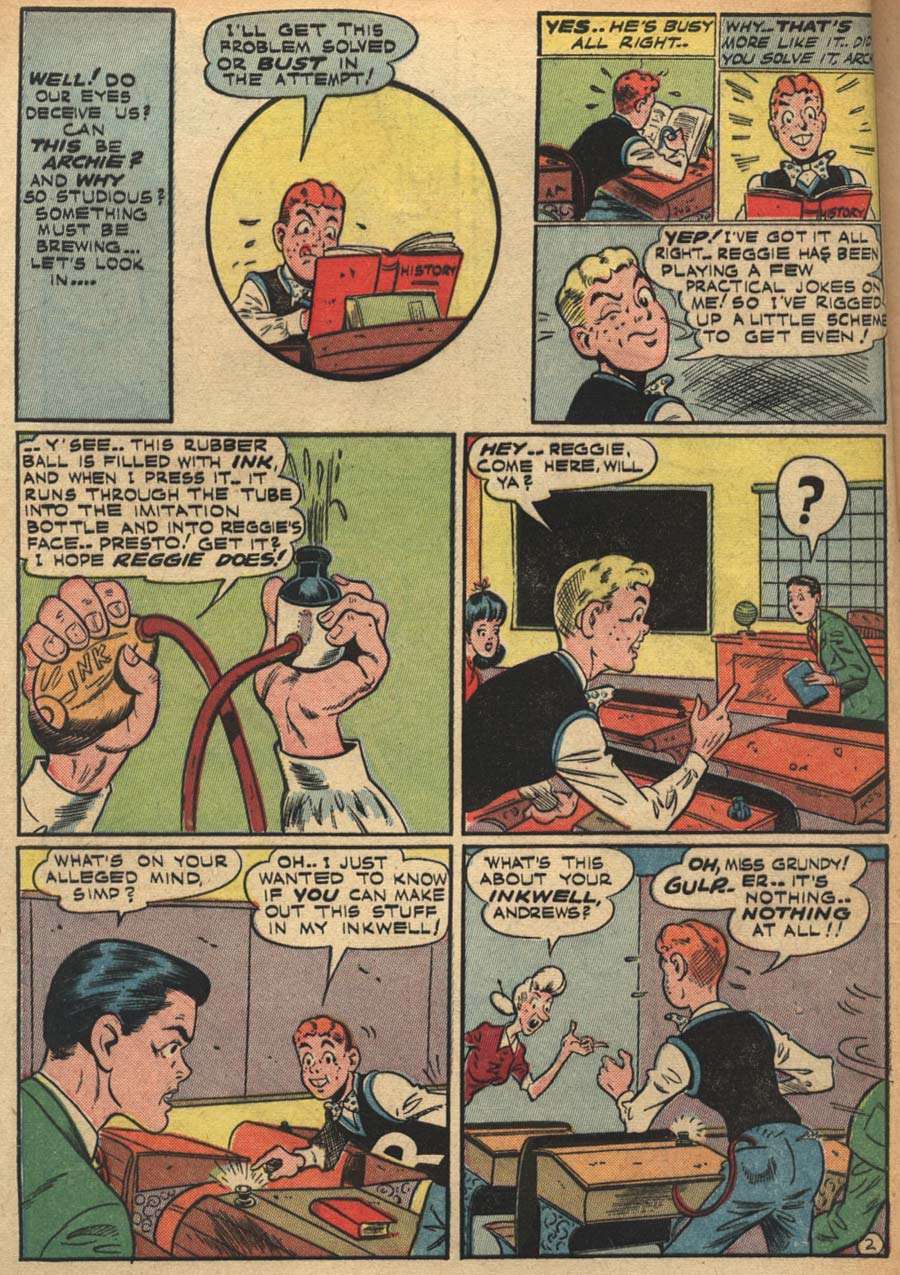 WELL! DO
OUR EYES
DECEIVE US?
CAN
THIS BE
ARCHIE?
AND WHY
SO STUDIOUS?
SOMETHING
MUST BE
BREWING...
LET'S LOOK
IN....
I'LL GET THIS
PROBLEM SOLVED
OR BUST IN
THE ATTEMPT!
HISTORY
YES.. HE'S BUSY
ALL RIGHT..
WHY... THAT'S
MORE LIKE IT..
YOU SOLVE IT,
HISTORY
YEP! I'VE GOT IT ALL
RIGHT.. REGGIE HAS BEEN
PLAYING A FEW
PRACTICAL JOKES ON
ME! SO I'VE RIGGED
UP A LITTLE SCHEME
TO GET EVEN!
.. Y'SEE.. THIS RUBBER
BALL IS FILLED WITH INK,
AND WHEN I PRESS IT.. IT
RUNS THROUGH THE TUBE
INTO THE IMITATION
BOTTLE AND INTO REGGIE'S
FACE.. PRESTO! GET IT?
I HOPE REGGIE DOES!
INK
HEY.. REGGIE,
COME HERE, WILL
YA?
?
WHAT'S ON YOUR
ALLEGED MIND,
SIMP?
OH.. I JUST
WANTED TO KNOW
IF YOU CAN MAKE
OUT THIS STUFF
IN MY INKWELL!
R
WHAT'S THIS
ABOUT YOUR
INKWELL,
ANDREWS?
OH, MISS GRUNDY!
GULP.. ER.. IT'S
NOTHING..
NOTHING
AT ALL!!
2